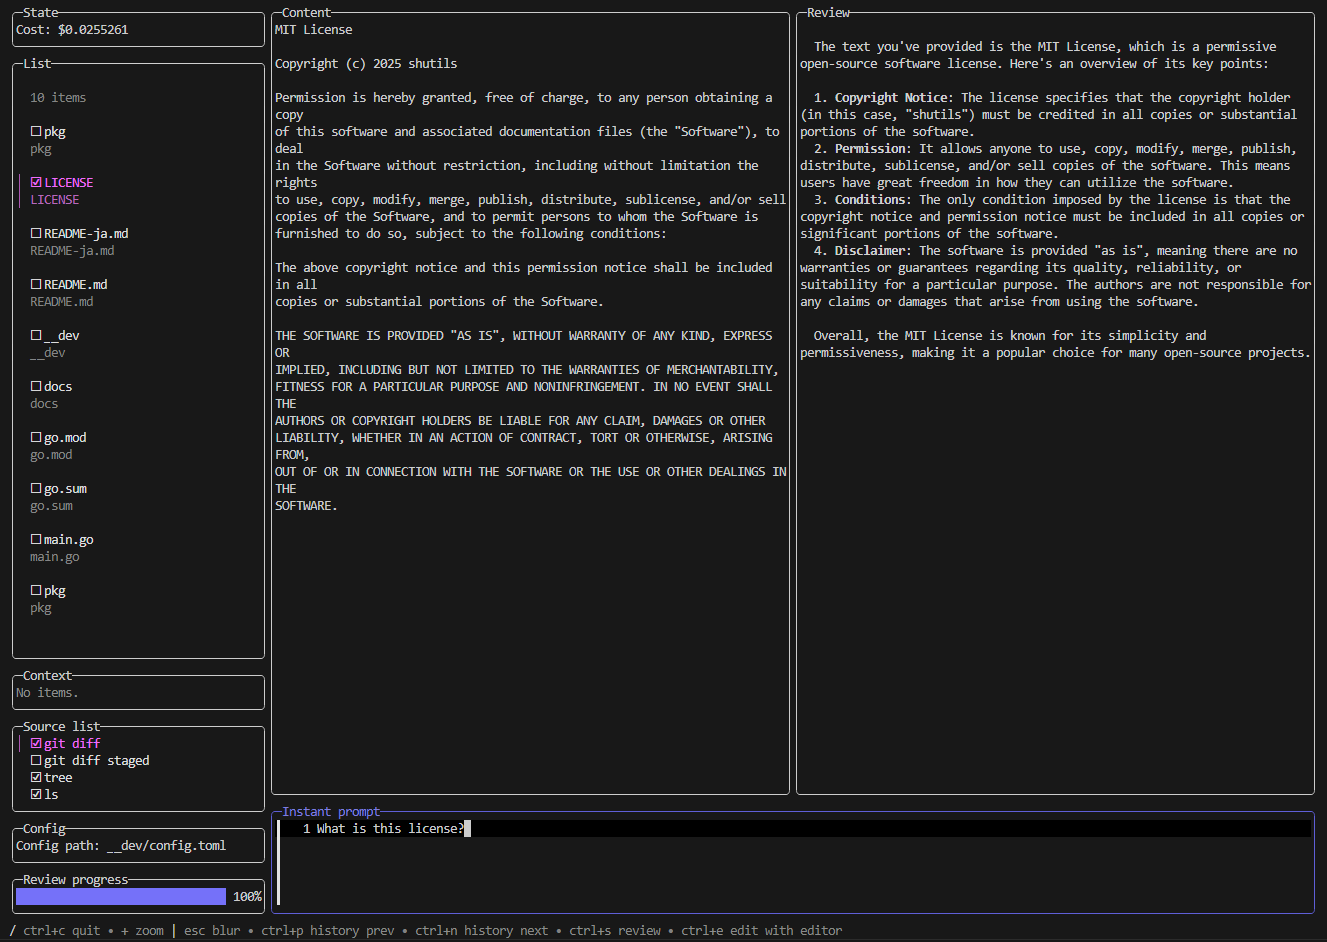 State
Cost: $0.0255261
List
10 items
pkg
pkg
LICENSE
LICENSE
README-ja.md
README-ja.md
README.md
README.md
__dev
__dev
docs
docs
go.mod
go.mod
go.sum
go.sum
main.go
main.go
pkg
pkg
Context
No items.
Source list
git diff
git diff staged
tree
ls
Config
Config path: __dev/config.toml
Review progress
100%
Content
MIT License
Copyright (c) 2025 shutils
Permission is hereby granted, free of charge, to any person obtaining a
copy
of this software and associated documentation files (the "Software"), to
deal
in the Software without restriction, including without limitation the
rights
to use, copy, modify, merge, publish, distribute, sublicense, and/or sell
copies of the Software, and to permit persons to whom the Software is
furnished to do so, subject to the following conditions:
The above copyright notice and this permission notice shall be included
in all
copies or substantial portions of the Software.
THE SOFTWARE IS PROVIDED "AS IS", WITHOUT WARRANTY OF ANY KIND, EXPRESS
OR
IMPLIED, INCLUDING BUT NOT LIMITED TO THE WARRANTIES OF MERCHANTABILITY,
FITNESS FOR A PARTICULAR PURPOSE AND NONINFRINGEMENT. IN NO EVENT SHALL
THE
AUTHORS OR COPYRIGHT HOLDERS BE LIABLE FOR ANY CLAIM, DAMAGES OR OTHER
LIABILITY, WHETHER IN AN ACTION OF CONTRACT, TORT OR OTHERWISE, ARISING
FROM,
OUT OF OR IN CONNECTION WITH THE SOFTWARE OR THE USE OR OTHER DEALINGS IN
THE
SOFTWARE.
Review
The text you've provided is the MIT License, which is a permissive
open-source software license. Here's an overview of its key points:
1. Copyright Notice: The license specifies that the copyright holder
(in this case, "shutils") must be credited in all copies or substantial
portions of the software.
2. Permission: It allows anyone to use, copy, modify, merge, publish,
distribute, sublicense, and/or sell copies of the software. This means
users have great freedom in how they can utilize the software.
3. Conditions: The only condition imposed by the license is that the
copyright notice and permission notice must be included in all copies or
significant portions of the software.
4. Disclaimer: The software is provided "as is", meaning there are no
warranties or guarantees regarding its quality, reliability, or
suitability for a particular purpose. The authors are not responsible for
any claims or damages that arise from using the software.
Overall, the MIT License is known for its simplicity and
permissiveness, making it a popular choice for many open-source projects.
Instant prompt
1 What is this license?
/ ctrl+c quit • + zoom | esc blur • ctrl+p history prev • ctrl+n history next • ctrl+s review • ctrl+e edit with editor